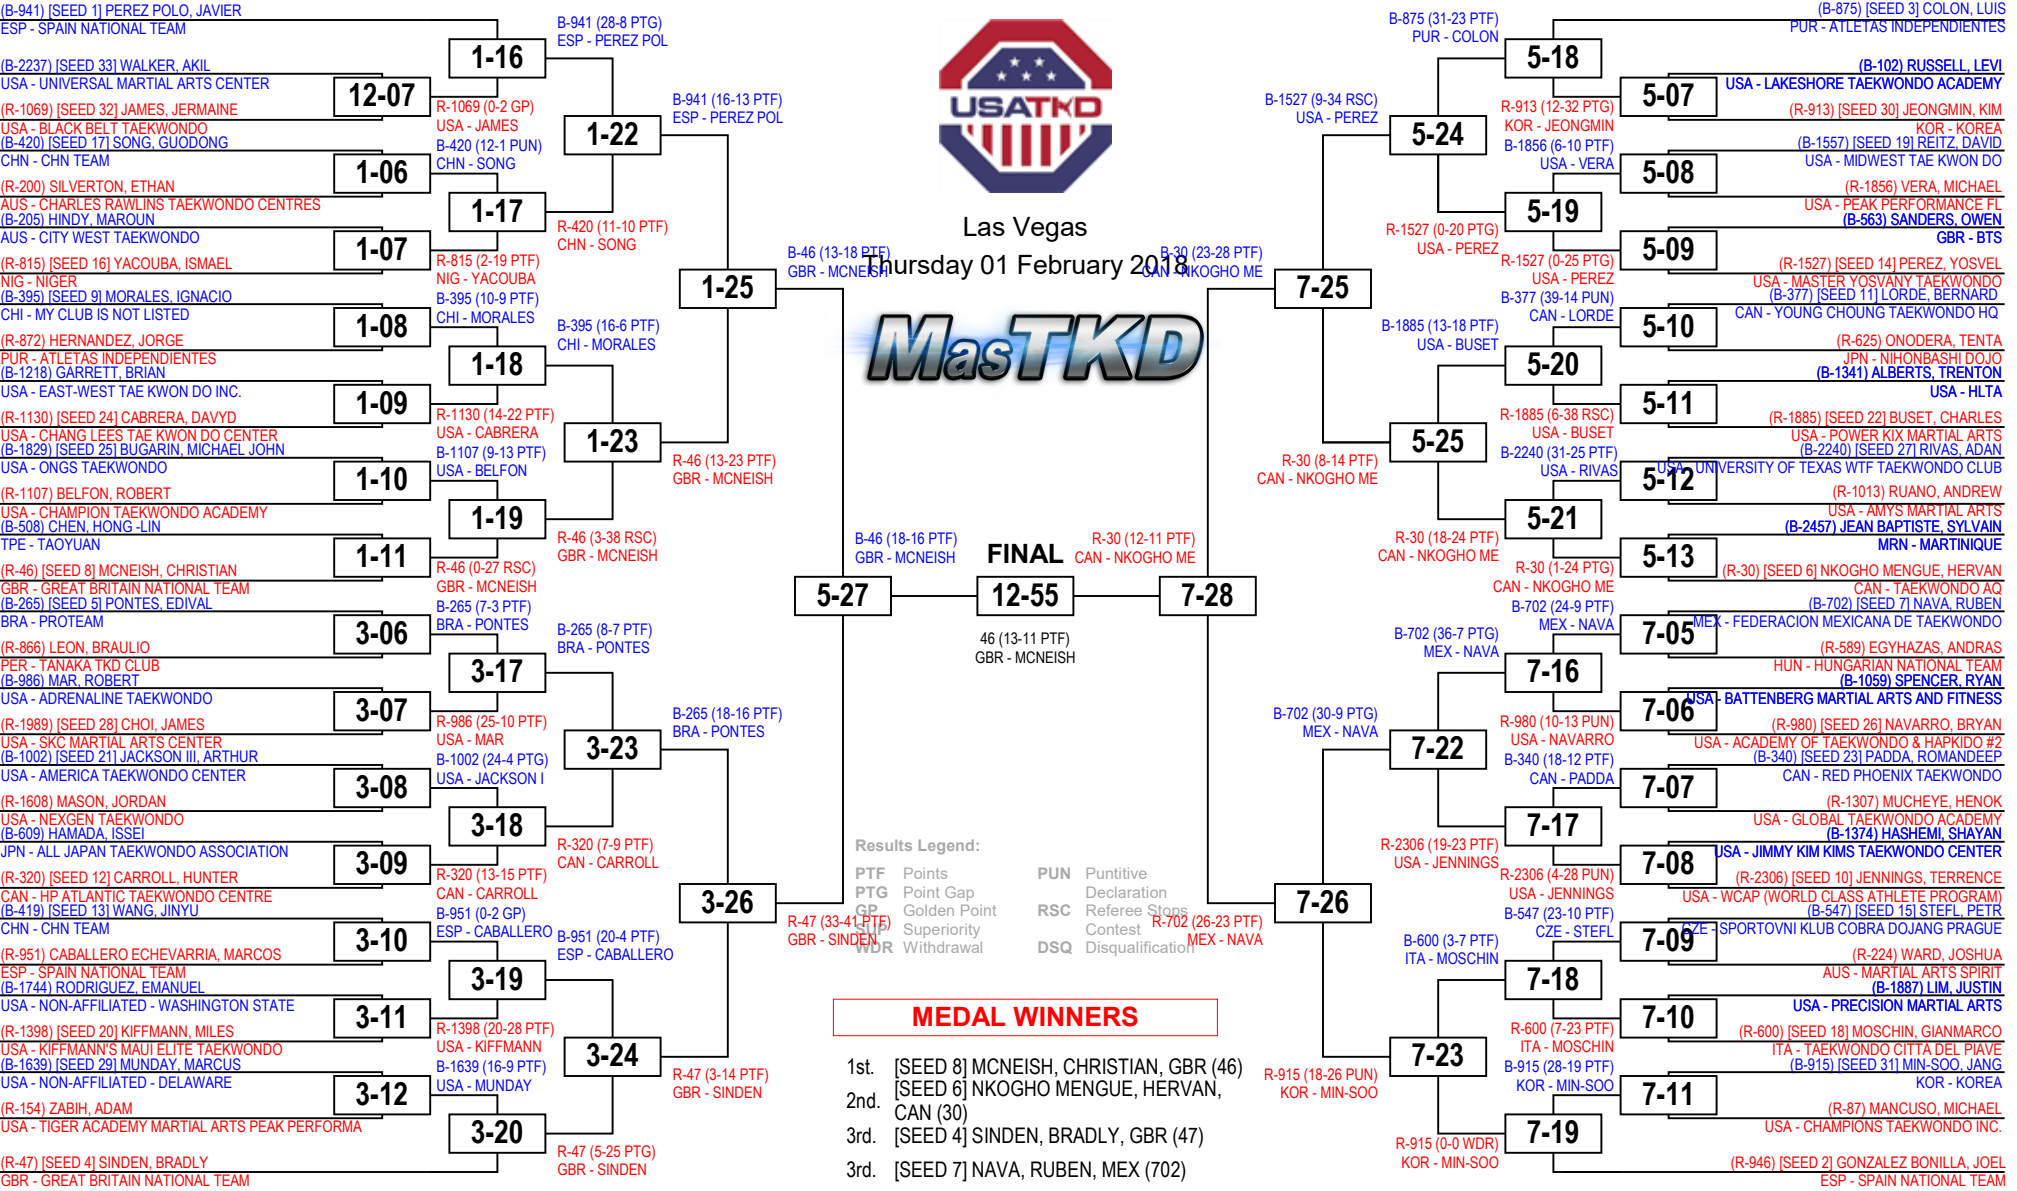 (B-941) [SEED 1] PEREZ POLO, JAVIER
ESP - SPAIN NATIONAL TEAM
(B-2237) [SEED 33] WALKER, AKIL
USA - UNIVERSAL MARTIAL ARTS CENTER
(R-1069) [SEED 32] JAMES, JERMAINE
USA - BLACK BELT TAEKWONDO
(B-420) [SEED 17] SONG, GUODONG
CHN - CHN TEAM
(R-200) SILVERTON, ETHAN
AUS - CHARLES RAWLINS TAEKWONDO CENTRES
(B-205) HINDY, MAROUN
AUS - CITY WEST TAEKWONDO
(R-815) [SEED 16] YACOUBA, ISMAEL
NIG - NIGER
(B-395) [SEED 9] MORALES, IGNACIO
CHI - MY CLUB IS NOT LISTED
(R-872) HERNANDEZ, JORGE
PUR - ATLETAS INDEPENDIENTES
(B-1218) GARRETT, BRIAN
USA - EAST-WEST TAE KWON DO INC.
(R-1130) [SEED 24] CABRERA, DAVYD
USA - CHANG LEES TAE KWON DO CENTER
(B-1829) [SEED 25] BUGARIN, MICHAEL JOHN
USA - ONGS TAEKWONDO
(R-1107) BELFON, ROBERT
USA - CHAMPION TAEKWONDO ACADEMY
(B-508) CHEN, HONG -LIN
TPE - TAOYUAN
(R-46) [SEED 8] MCNEISH, CHRISTIAN
GBR - GREAT BRITAIN NATIONAL TEAM
(B-265) [SEED 5] PONTES, EDIVAL
BRA - PROTEAM
(R-866) LEON, BRAULIO
PER - TANAKA TKD CLUB
(B-986) MAR, ROBERT
USA - ADRENALINE TAEKWONDO
(R-1989) [SEED 28] CHOI, JAMES
USA - SKC MARTIAL ARTS CENTER
(B-1002) [SEED 21] JACKSON III, ARTHUR
USA - AMERICA TAEKWONDO CENTER
(R-1608) MASON, JORDAN
USA - NEXGEN TAEKWONDO
(B-609) HAMADA, ISSEI
JPN - ALL JAPAN TAEKWONDO ASSOCIATION
(R-320) [SEED 12] CARROLL, HUNTER
CAN - HP ATLANTIC TAEKWONDO CENTRE
(B-419) [SEED 13] WANG, JINYU
CHN - CHN TEAM
(R-951) CABALLERO ECHEVARRIA, MARCOS
ESP - SPAIN NATIONAL TEAM
(B-1744) RODRIGUEZ, EMANUEL
USA - NON-AFFILIATED - WASHINGTON STATE
(R-1398) [SEED 20] KIFFMANN, MILES
USA - KIFFMANN'S MAUI ELITE TAEKWONDO
(B-1639) [SEED 29] MUNDAY, MARCUS
USA - NON-AFFILIATED - DELAWARE
(R-154) ZABIH, ADAM
USA - TIGER ACADEMY MARTIAL ARTS PEAK PERFORMA
(R-47) [SEED 4] SINDEN, BRADLY
GBR - GREAT BRITAIN NATIONAL TEAM
12-07
1-06
1-07
1-08
1-09
1-10
1-11
3-06
3-07
3-08
3-09
3-10
3-11
3-12
R-1069 (0-2 GP)
USA - JAMES
B-420 (12-1 PUN)
CHN - SONG
R-815 (2-19 PTF)
NIG - YACOUBA
B-395 (10-9 PTF)
CHI - MORALES
R-1130 (14-22 PTF)
USA - CABRERA
B-1107 (9-13 PTF)
USA - BELFON
R-46 (0-27 RSC)
GBR - MCNEISH
B-265 (7-3 PTF)
BRA - PONTES
R-986 (25-10 PTF)
USA - MAR
B-1002 (24-4 PTG)
USA - JACKSON I
R-320 (13-15 PTF)
CAN - CARROLL
B-951 (0-2 GP)
ESP - CABALLERO
R-1398 (20-28 PTF)
USA - KIFFMANN
B-1639 (16-9 PTF)
USA - MUNDAY
1-16
1-17
1-18
1-19
3-17
3-18
3-19
3-20
B-941 (28-8 PTG)
ESP - PEREZ POL
R-420 (11-10 PTF)
CHN - SONG
B-395 (16-6 PTF)
CHI - MORALES
R-46 (3-38 RSC)
GBR - MCNEISH
B-265 (8-7 PTF)
BRA - PONTES
R-320 (7-9 PTF)
CAN - CARROLL
B-951 (20-4 PTF)
ESP - CABALLERO
R-47 (5-25 PTG)
GBR - SINDEN
1-22
1-23
3-23
3-24
B-941 (16-13 PTF)
ESP - PEREZ POL
R-46 (13-23 PTF)
GBR - MCNEISH
B-265 (18-16 PTF)
BRA - PONTES
R-47 (3-14 PTF)
GBR - SINDEN
1-25
3-26
B-46 (13-18 PTF)
GBR - MCNEISH
R-47 (33-41 PTF)
GBR - SINDEN
5-27
B-46 (18-16 PTF)
GBR - MCNEISH
USATKD
Las Vegas
Thursday 01 February 2018
MasTKD
FINAL
12-55
46 (13-11 PTF)
GBR - MCNEISH
Results Legend:
PTF Points
PTG Point Gap
GP Golden Point
SUP Superiority
WDR Withdrawal
PUN Puntitive
Declaration
RSC Referee Stops
Contest
DSQ Disqualification
MEDAL WINNERS
1st. [SEED 8] MCNEISH, CHRISTIAN, GBR (46)
2nd. [SEED 6] NKOGHO MENGUE, HERVAN,
CAN (30)
3rd. [SEED 4] SINDEN, BRADLY, GBR (47)
3rd. [SEED 7] NAVA, RUBEN, MEX (702)
R-30 (12-11 PTF)
CAN - NKOGHO ME
7-28
B-30 (23-28 PTF)
CAN - NKOGHO ME
R-702 (26-23 PTF)
MEX - NAVA
7-25
7-26
B-1527 (9-34 RSC)
USA - PEREZ
R-30 (8-14 PTF)
CAN - NKOGHO ME
B-702 (30-9 PTG)
MEX - NAVA
R-915 (18-26 PUN)
KOR - MIN-SOO
5-24
5-25
7-22
7-23
B-875 (31-23 PTF)
PUR - COLON
R-1527 (0-20 PTG)
USA - PEREZ
B-1885 (13-18 PTF)
USA - BUSET
R-30 (18-24 PTF)
CAN - NKOGHO ME
B-702 (36-7 PTG)
MEX - NAVA
R-2306 (19-23 PTF)
USA - JENNINGS
B-600 (3-7 PTF)
ITA - MOSCHIN
R-915 (0-0 WDR)
KOR - MIN-SOO
5-18
5-19
5-20
5-21
7-16
7-17
7-18
7-19
R-913 (12-32 PTG)
KOR - JEONGMIN
B-1856 (6-10 PTF)
USA - VERA
R-1527 (0-25 PTG)
USA - PEREZ
B-377 (39-14 PUN)
CAN - LORDE
R-1885 (6-38 RSC)
USA - BUSET
B-2240 (31-25 PTF)
USA - RIVAS
R-30 (1-24 PTG)
CAN - NKOGHO ME
B-702 (24-9 PTF)
MEX - NAVA
R-980 (10-13 PUN)
USA - NAVARRO
B-340 (18-12 PTF)
CAN - PADDA
R-2306 (4-28 PUN)
USA - JENNINGS
B-547 (23-10 PTF)
CZE - STEFL
R-600 (7-23 PTF)
ITA - MOSCHIN
B-915 (28-19 PTF)
KOR - MIN-SOO
5-07
5-08
5-09
5-10
5-11
5-12
5-13
7-05
7-06
7-07
7-08
7-09
7-10
7-11
(B-875) [SEED 3] COLON, LUIS
PUR - ATLETAS INDEPENDIENTES
(B-102) RUSSELL, LEVI
USA - LAKESHORE TAEKWONDO ACADEMY
(R-913) [SEED 30] JEONGMIN, KIM
KOR - KOREA
(B-1557) [SEED 19] REITZ, DAVID
USA - MIDWEST TAE KWON DO
(R-1856) VERA, MICHAEL
USA - PEAK PERFORMANCE FL
(B-563) SANDERS, OWEN
GBR - BTS
(R-1527) [SEED 14] PEREZ, YOSVEL
USA - MASTER YOSVANY TAEKWONDO
(B-377) [SEED 11] LORDE, BERNARD
CAN - YOUNG CHOUNG TAEKWONDO HQ
(R-625) ONODERA, TENTA
JPN - NIHONBASHI DOJO
(B-1341) ALBERTS, TRENTON
USA - HLTA
(R-1885) [SEED 22] BUSET, CHARLES
USA - POWER KIX MARTIAL ARTS
(B-2240) [SEED 27] RIVAS, ADAN
USA - UNIVERSITY OF TEXAS WTF TAEKWONDO CLUB
(R-1013) RUANO, ANDREW
USA - AMYS MARTIAL ARTS
(B-2457) JEAN BAPTISTE, SYLVAIN
MRN - MARTINIQUE
(R-30) [SEED 6] NKOGHO MENGUE, HERVAN
CAN - TAEKWONDO AQ
(B-702) [SEED 7] NAVA, RUBEN
MEX - FEDERACION MEXICANA DE TAEKWONDO
(R-589) EGYHAZAS, ANDRAS
HUN - HUNGARIAN NATIONAL TEAM
(B-1059) SPENCER, RYAN
USA - BATTENBERG MARTIAL ARTS AND FITNESS
(R-980) [SEED 26] NAVARRO, BRYAN
USA - ACADEMY OF TAEKWONDO & HAPKIDO #2
(B-340) [SEED 23] PADDA, ROMANDEEP
CAN - RED PHOENIX TAEKWONDO
(R-1307) MUCHEYE, HENOK
USA - GLOBAL TAEKWONDO ACADEMY
(B-1374) HASHEMI, SHAYAN
USA - JIMMY KIM KIMS TAEKWONDO CENTER
(R-2306) [SEED 10] JENNINGS, TERRENCE
USA - WCAP (WORLD CLASS ATHLETE PROGRAM)
(B-547) [SEED 15] STEFL, PETR
CZE - SPORTOVNI KLUB COBRA DOJANG PRAGUE
(R-224) WARD, JOSHUA
AUS - MARTIAL ARTS SPIRIT
(B-1887) LIM, JUSTIN
USA - PRECISION MARTIAL ARTS
(R-600) [SEED 18] MOSCHIN, GIANMARCO
ITA - TAEKWONDO CITTA DEL PIAVE
(B-915) [SEED 31] MIN-SOO, JANG
KOR - KOREA
(R-87) MANCUSO, MICHAEL
USA - CHAMPIONS TAEKWONDO INC.
(R-946) [SEED 2] GONZALEZ BONILLA, JOEL
ESP - SPAIN NATIONAL TEAM